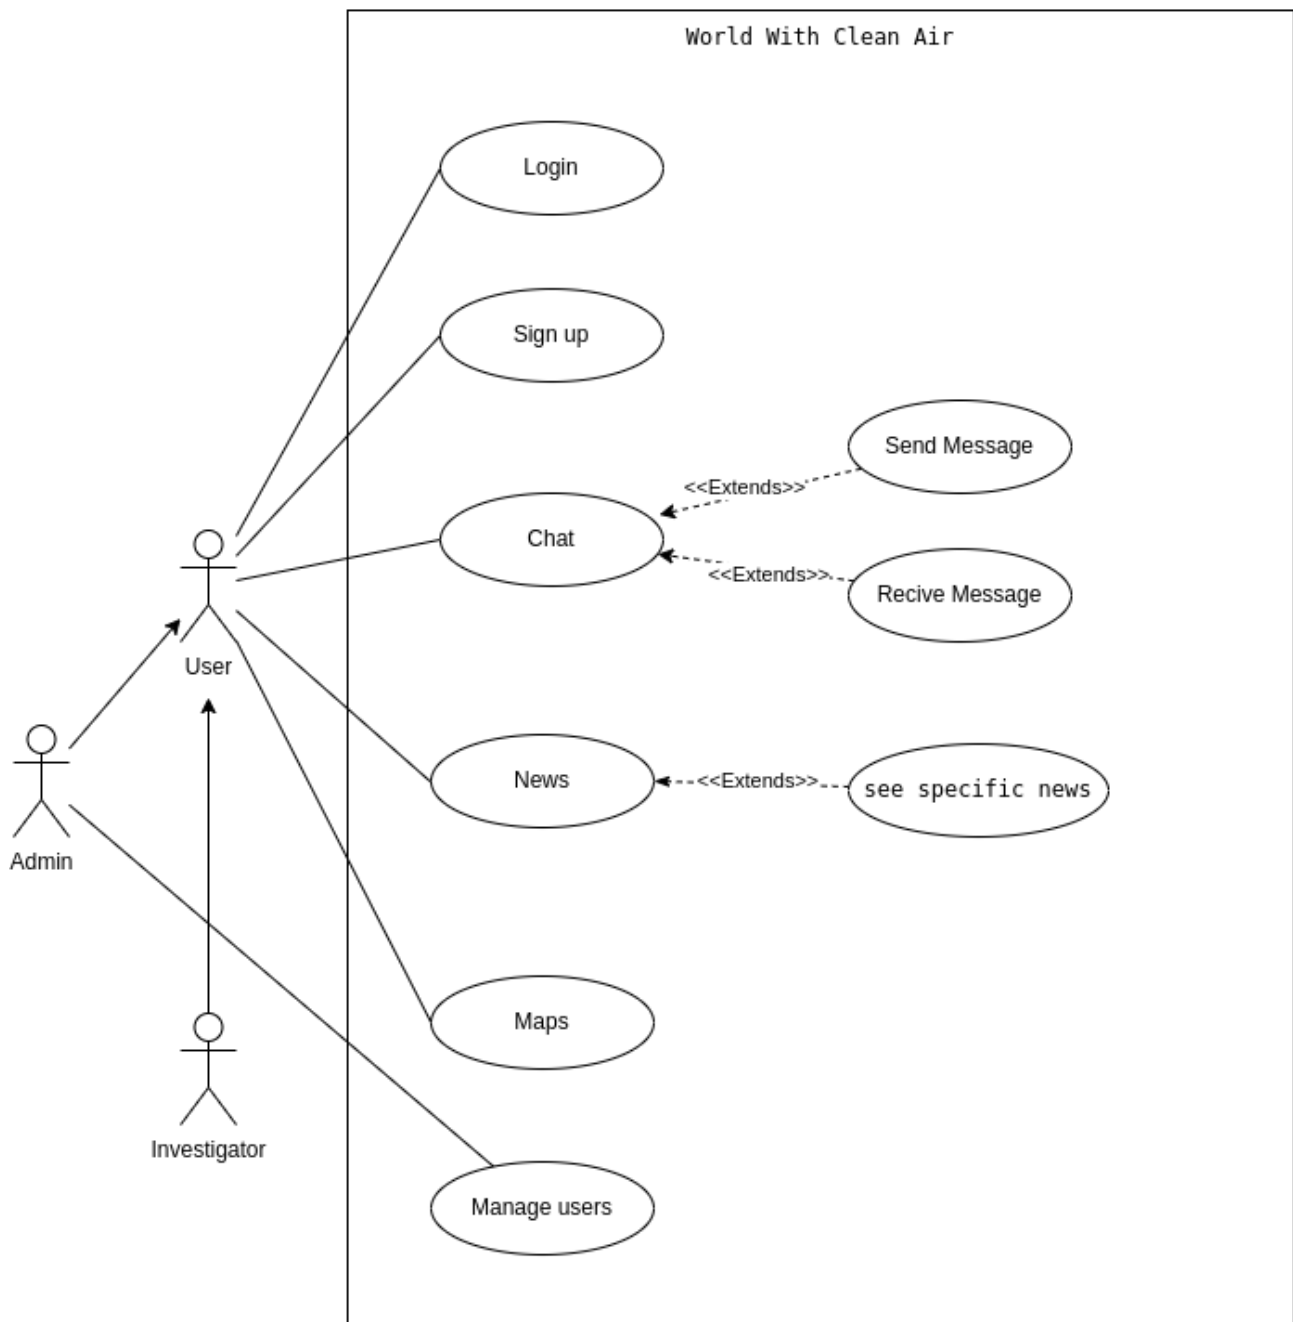 World With Clean Air
Login
Sign up
Send Message
<<Extends>>
Chat
<<Extends>>
Recive Message
User
News
<<Extends>>
see specific news
Admin
Maps
Investigator
Manage users